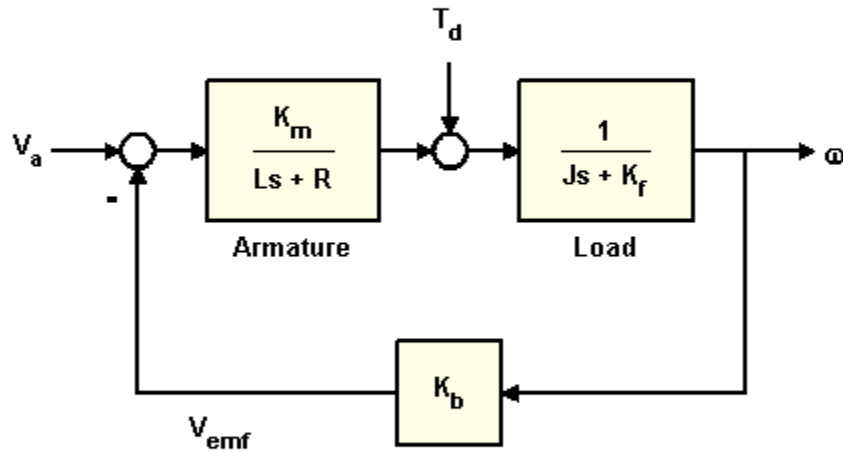 T_d
V_a
K_m
Ls + R
1
Js + K_f
ω
-
Armature
Load
K_b
V_emf